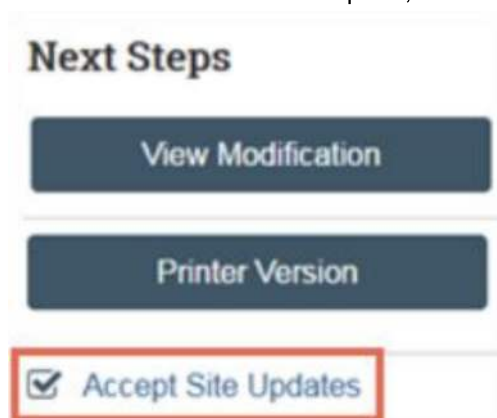 Next Steps
View Modification
Printer Version
Accept Site Updates